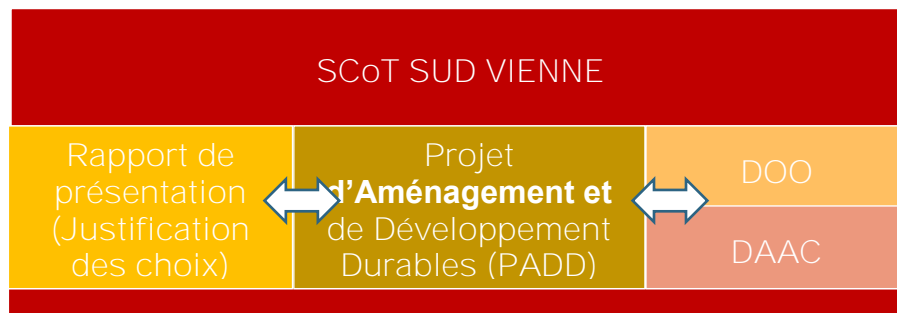 SCoT SUD VIENNE
Rapport de
présentation
(Justification
des choix)
Projet
d'Aménagement et
de Développement
Durables (PADD)
DOO
DAAC